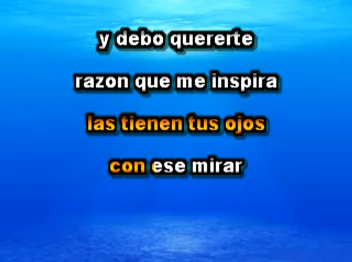 y debo quererte
razon que me inspira
las tienen tus ojos
con ese mirar